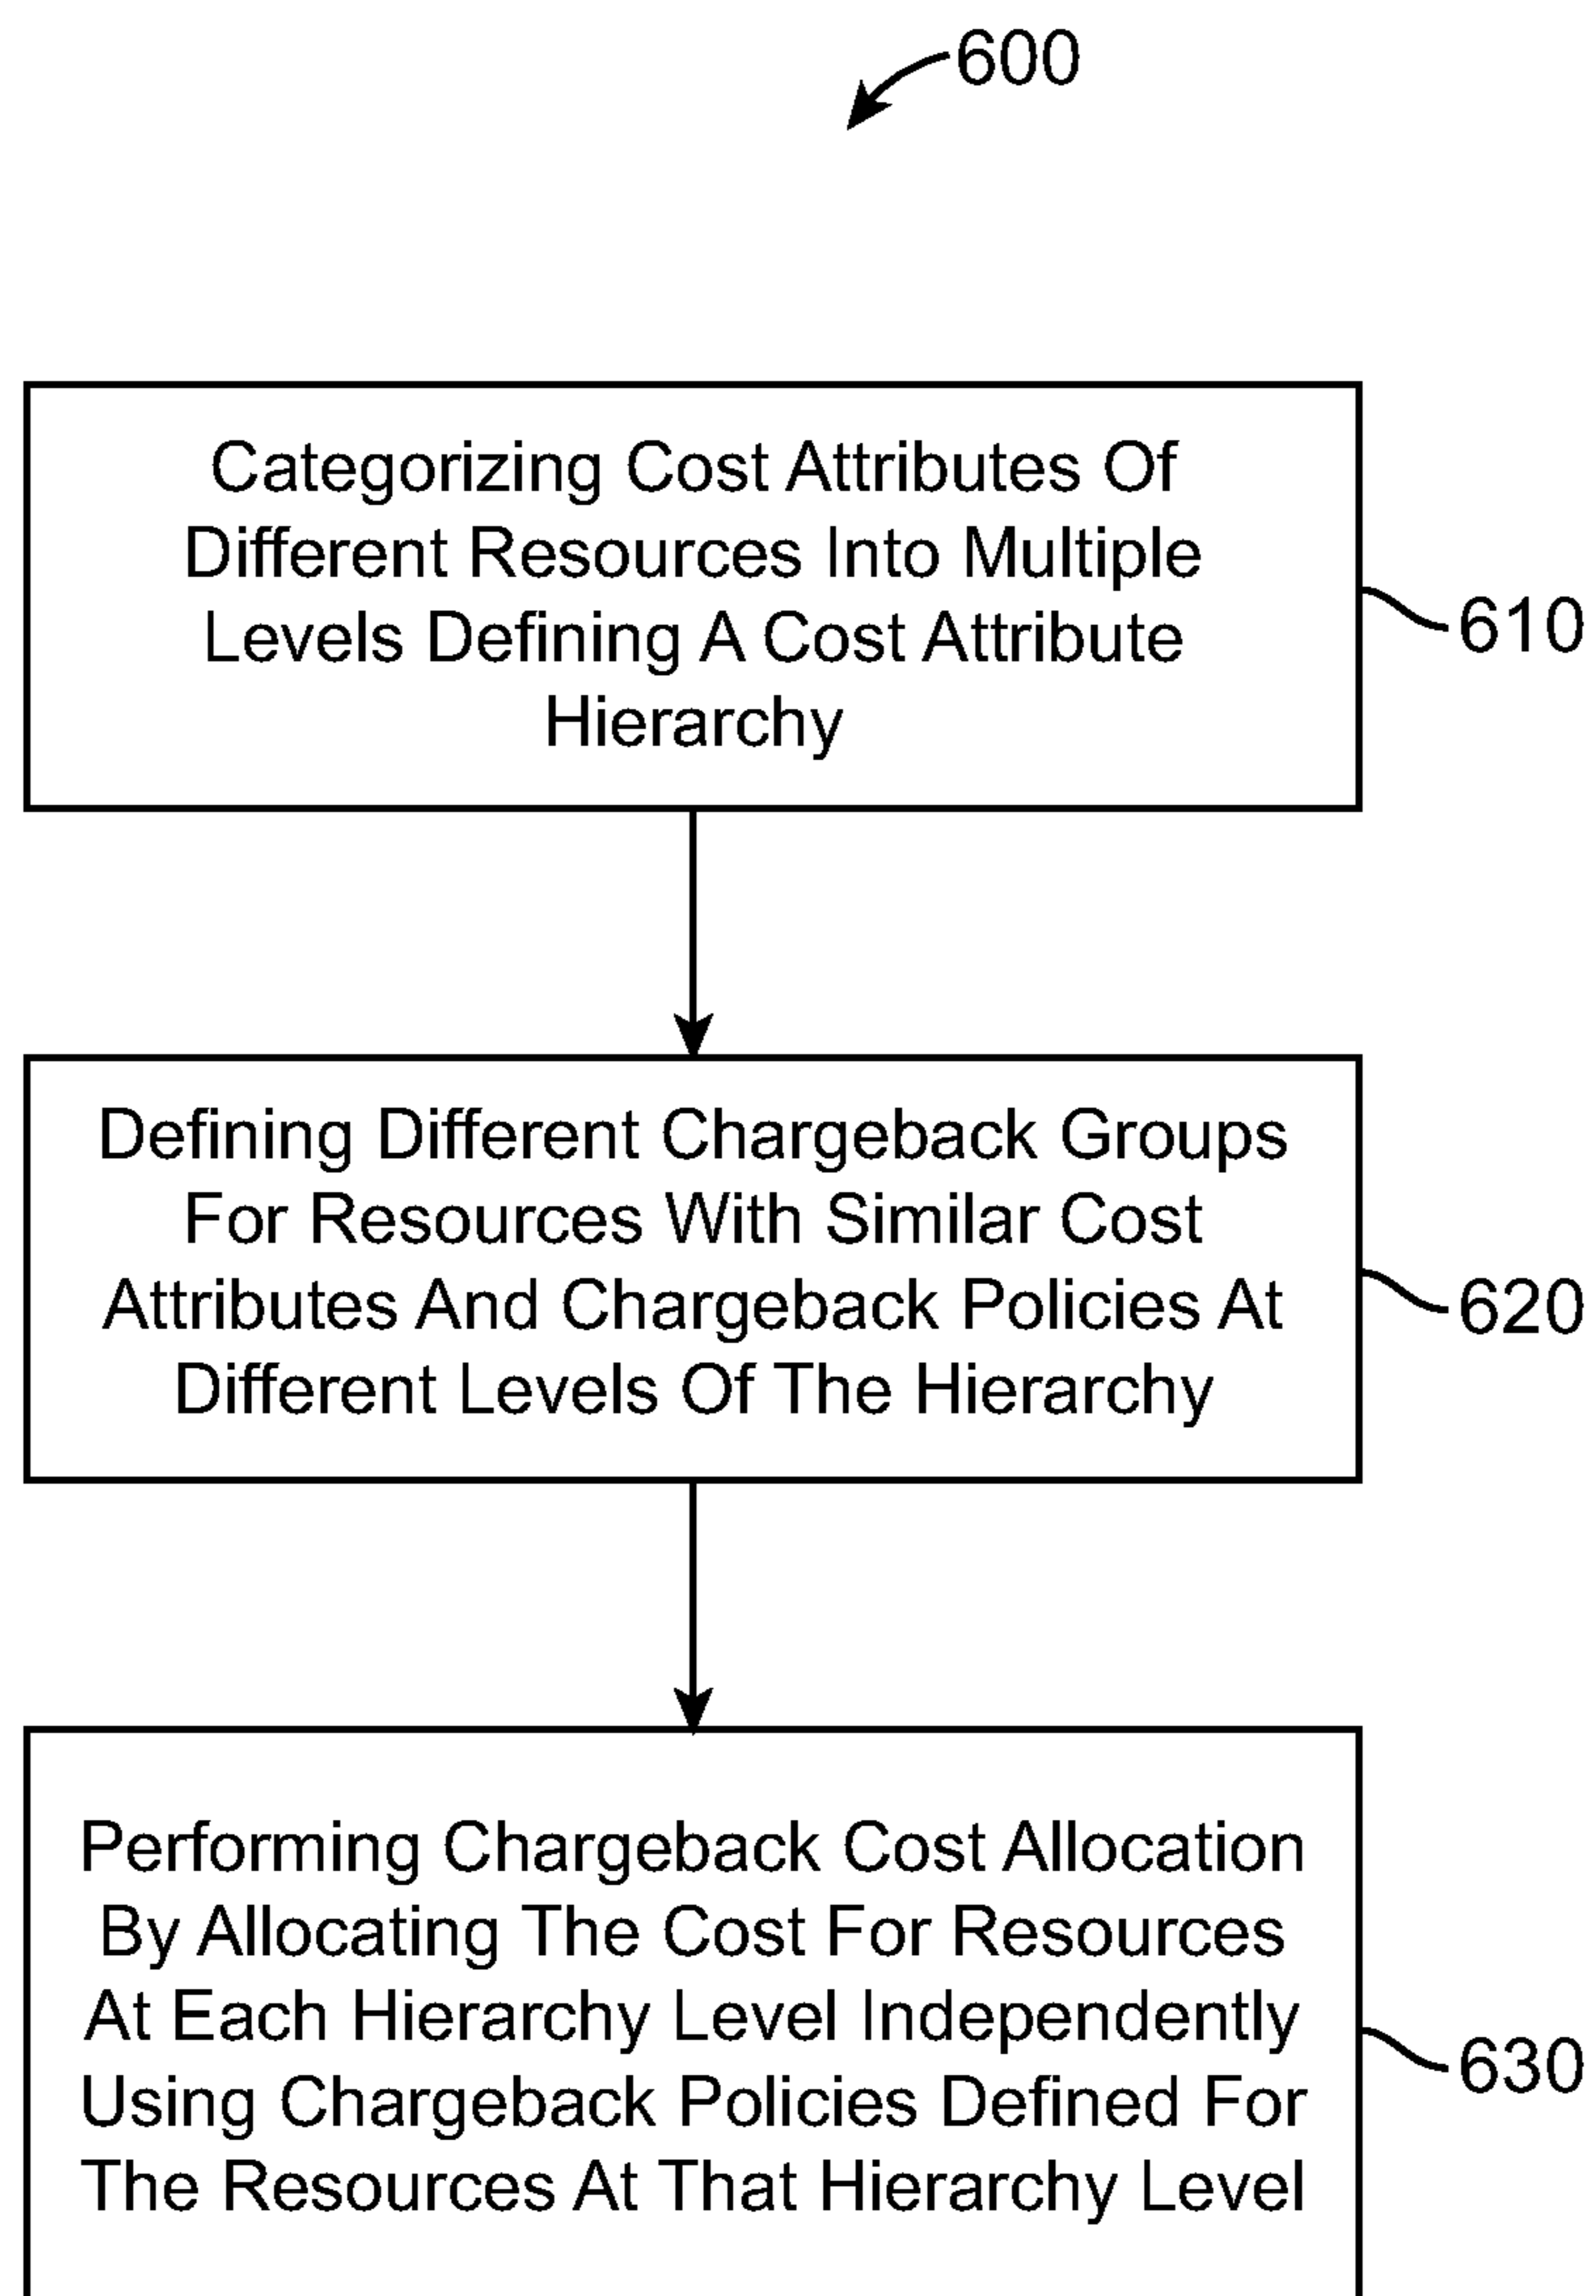 600
Categorizing Cost Attributes Of
Different Resources Into Multiple
Levels Defining A Cost Attribute
Hierarchy
610
Defining Different Chargeback Groups
For Resources With Similar Cost
Attributes And Chargeback Policies At
Different Levels Of The Hierarchy
620
Performing Chargeback Cost Allocation
By Allocating The Cost For Resources
At Each Hierarchy Level Independently
Using Chargeback Policies Defined For
The Resources At That Hierarchy Level
630